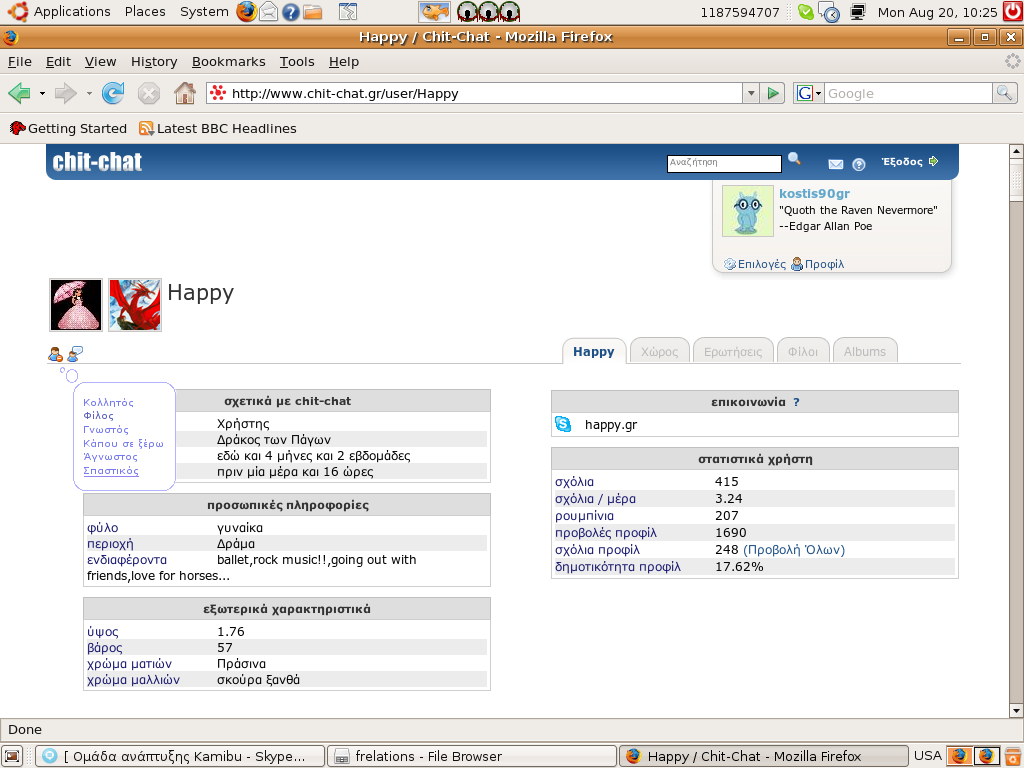 Applications Places System 1187594707 Mon Aug 20, 10:25
Happy / Chit-Chat - Mozilla Firefox
File Edit View History Bookmarks Tools Help
http://www.chit-chat.gr/user/Happy G Google
Getting Started Latest BBC Headlines
chit-chat Αναζήτηση Έξοδος
kostis90gr
"Quoth the Raven Nevermore"
--Edgar Allan Poe
Επιλογές Προφίλ
Happy
Happy Χώρος Ερωτήσεις Φίλοι Albums
Κολλητός
Φίλος
Γνωστός
Κάπου σε ξέρω
Άγνωστος
Σπαστικός
σχετικά με chit-chat
Χρήστης
Δράκος των Πάγων
εδώ και 4 μήνες και 2 εβδομάδες
πριν μία μέρα και 16 ώρες
προσωπικές πληροφορίες
φύλο γυναίκα
περιοχή Δράμα
ενδιαφέροντα ballet,rock music!!,going out with
friends,love for horses...
εξωτερικά χαρακτηριστικά
ύψος 1.76
βάρος 57
χρώμα ματιών Πράσινα
χρώμα μαλλιών σκούρα ξανθά
επικοινωνία ?
happy.gr
στατιστικά χρήστη
σχόλια 415
σχόλια / μέρα 3.24
ρουμπίνια 207
προβολές προφίλ 1690
σχόλια προφίλ 248 (Προβολή Όλων)
δημοτικότητα προφίλ 17.62%
Done
[ Ομάδα ανάπτυξης Kamibu - Skype... frelations - File Browser Happy / Chit-Chat - Mozilla Firefox USA